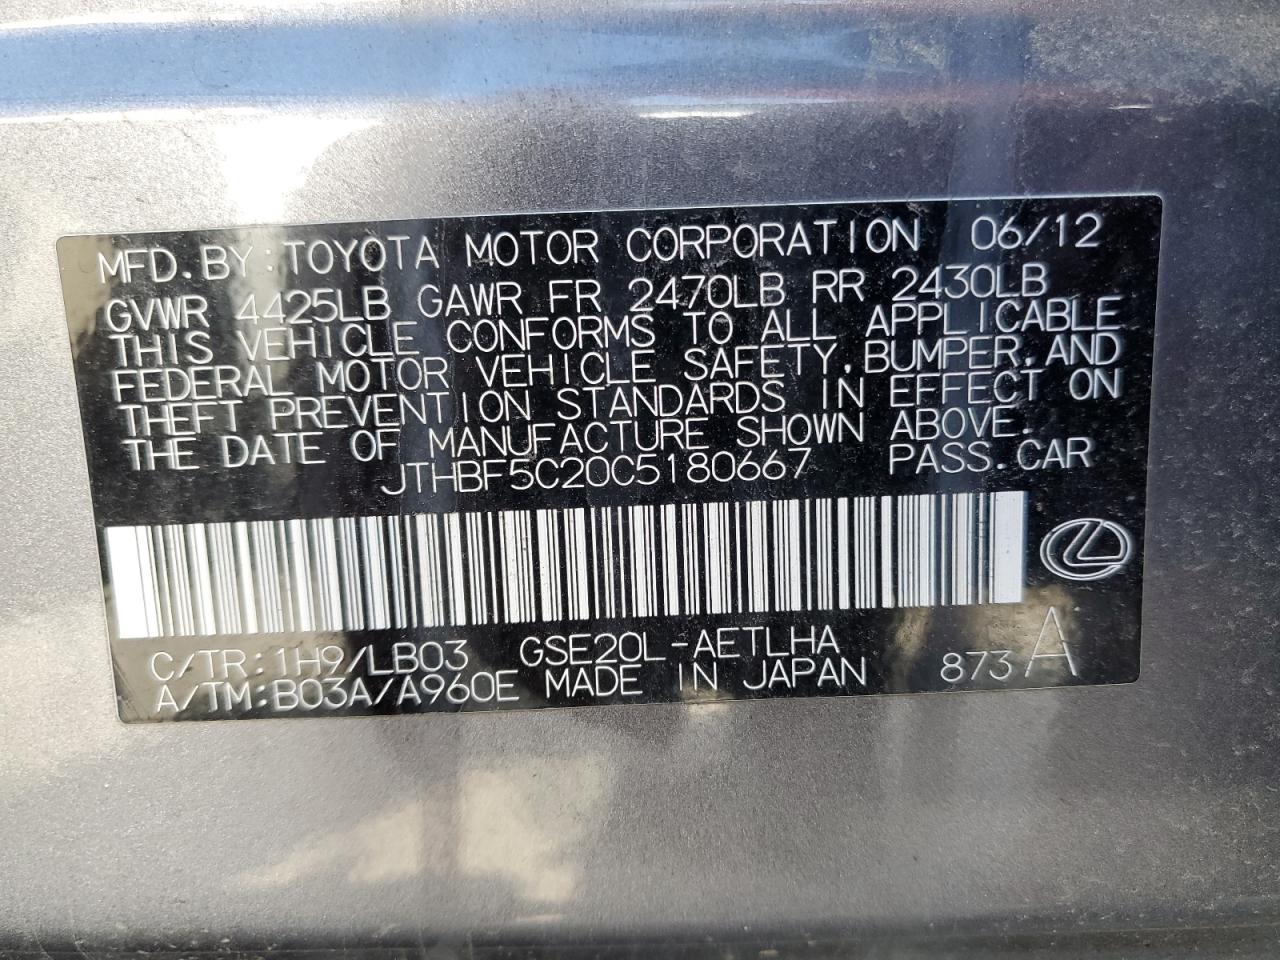 MFD.BY:TOYOTA MOTOR CORPORATION 06/12
GVWR 4425LB GAWR FR 2470LB RR 2430LB
THIS VEHICLE CONFORMS TO ALL APPLICABLE
FEDERAL MOTOR VEHICLE SAFETY,BUMPER,AND
THEFT PREVENTION STANDARDS IN EFFECT ON
THE DATE OF MANUFACTURE SHOWN ABOVE.
JTHBF5C20C5180667 PASS.CAR
C/TR:1H9/LB03 GSE20L-AETLHA
A/TM:B03A/A960E MADE IN JAPAN 873 A